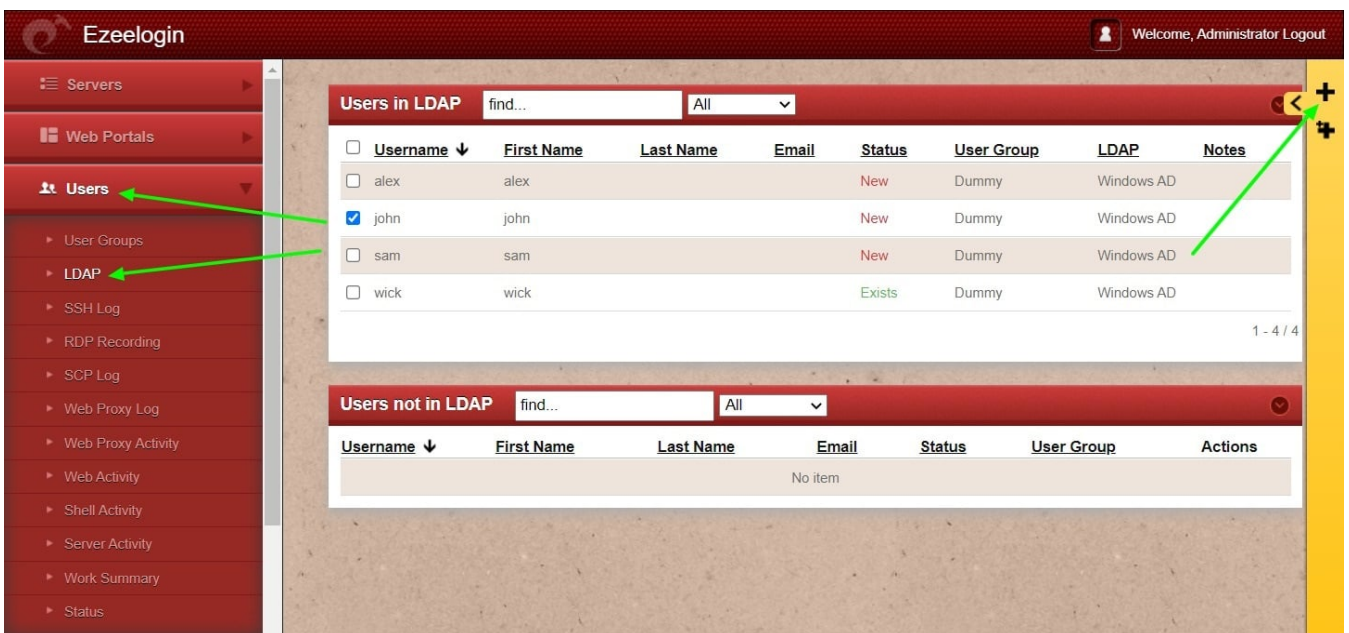 Ezeelogin
Welcome, Administrator Logout
Servers
Web Portals
Users
User Groups
LDAP
SSH Log
RDP Recording
SCP Log
Web Proxy Log
Web Proxy Activity
Web Activity
Shell Activity
Server Activity
Work Summary
Status
Users in LDAP find... All
Username First Name Last Name Email Status User Group LDAP Notes
alex alex New Dummy Windows AD
john john New Dummy Windows AD
sam sam New Dummy Windows AD
wick wick Exists Dummy Windows AD
1 - 4 / 4
Users not in LDAP find... All
Username First Name Last Name Email Status User Group Actions
No item